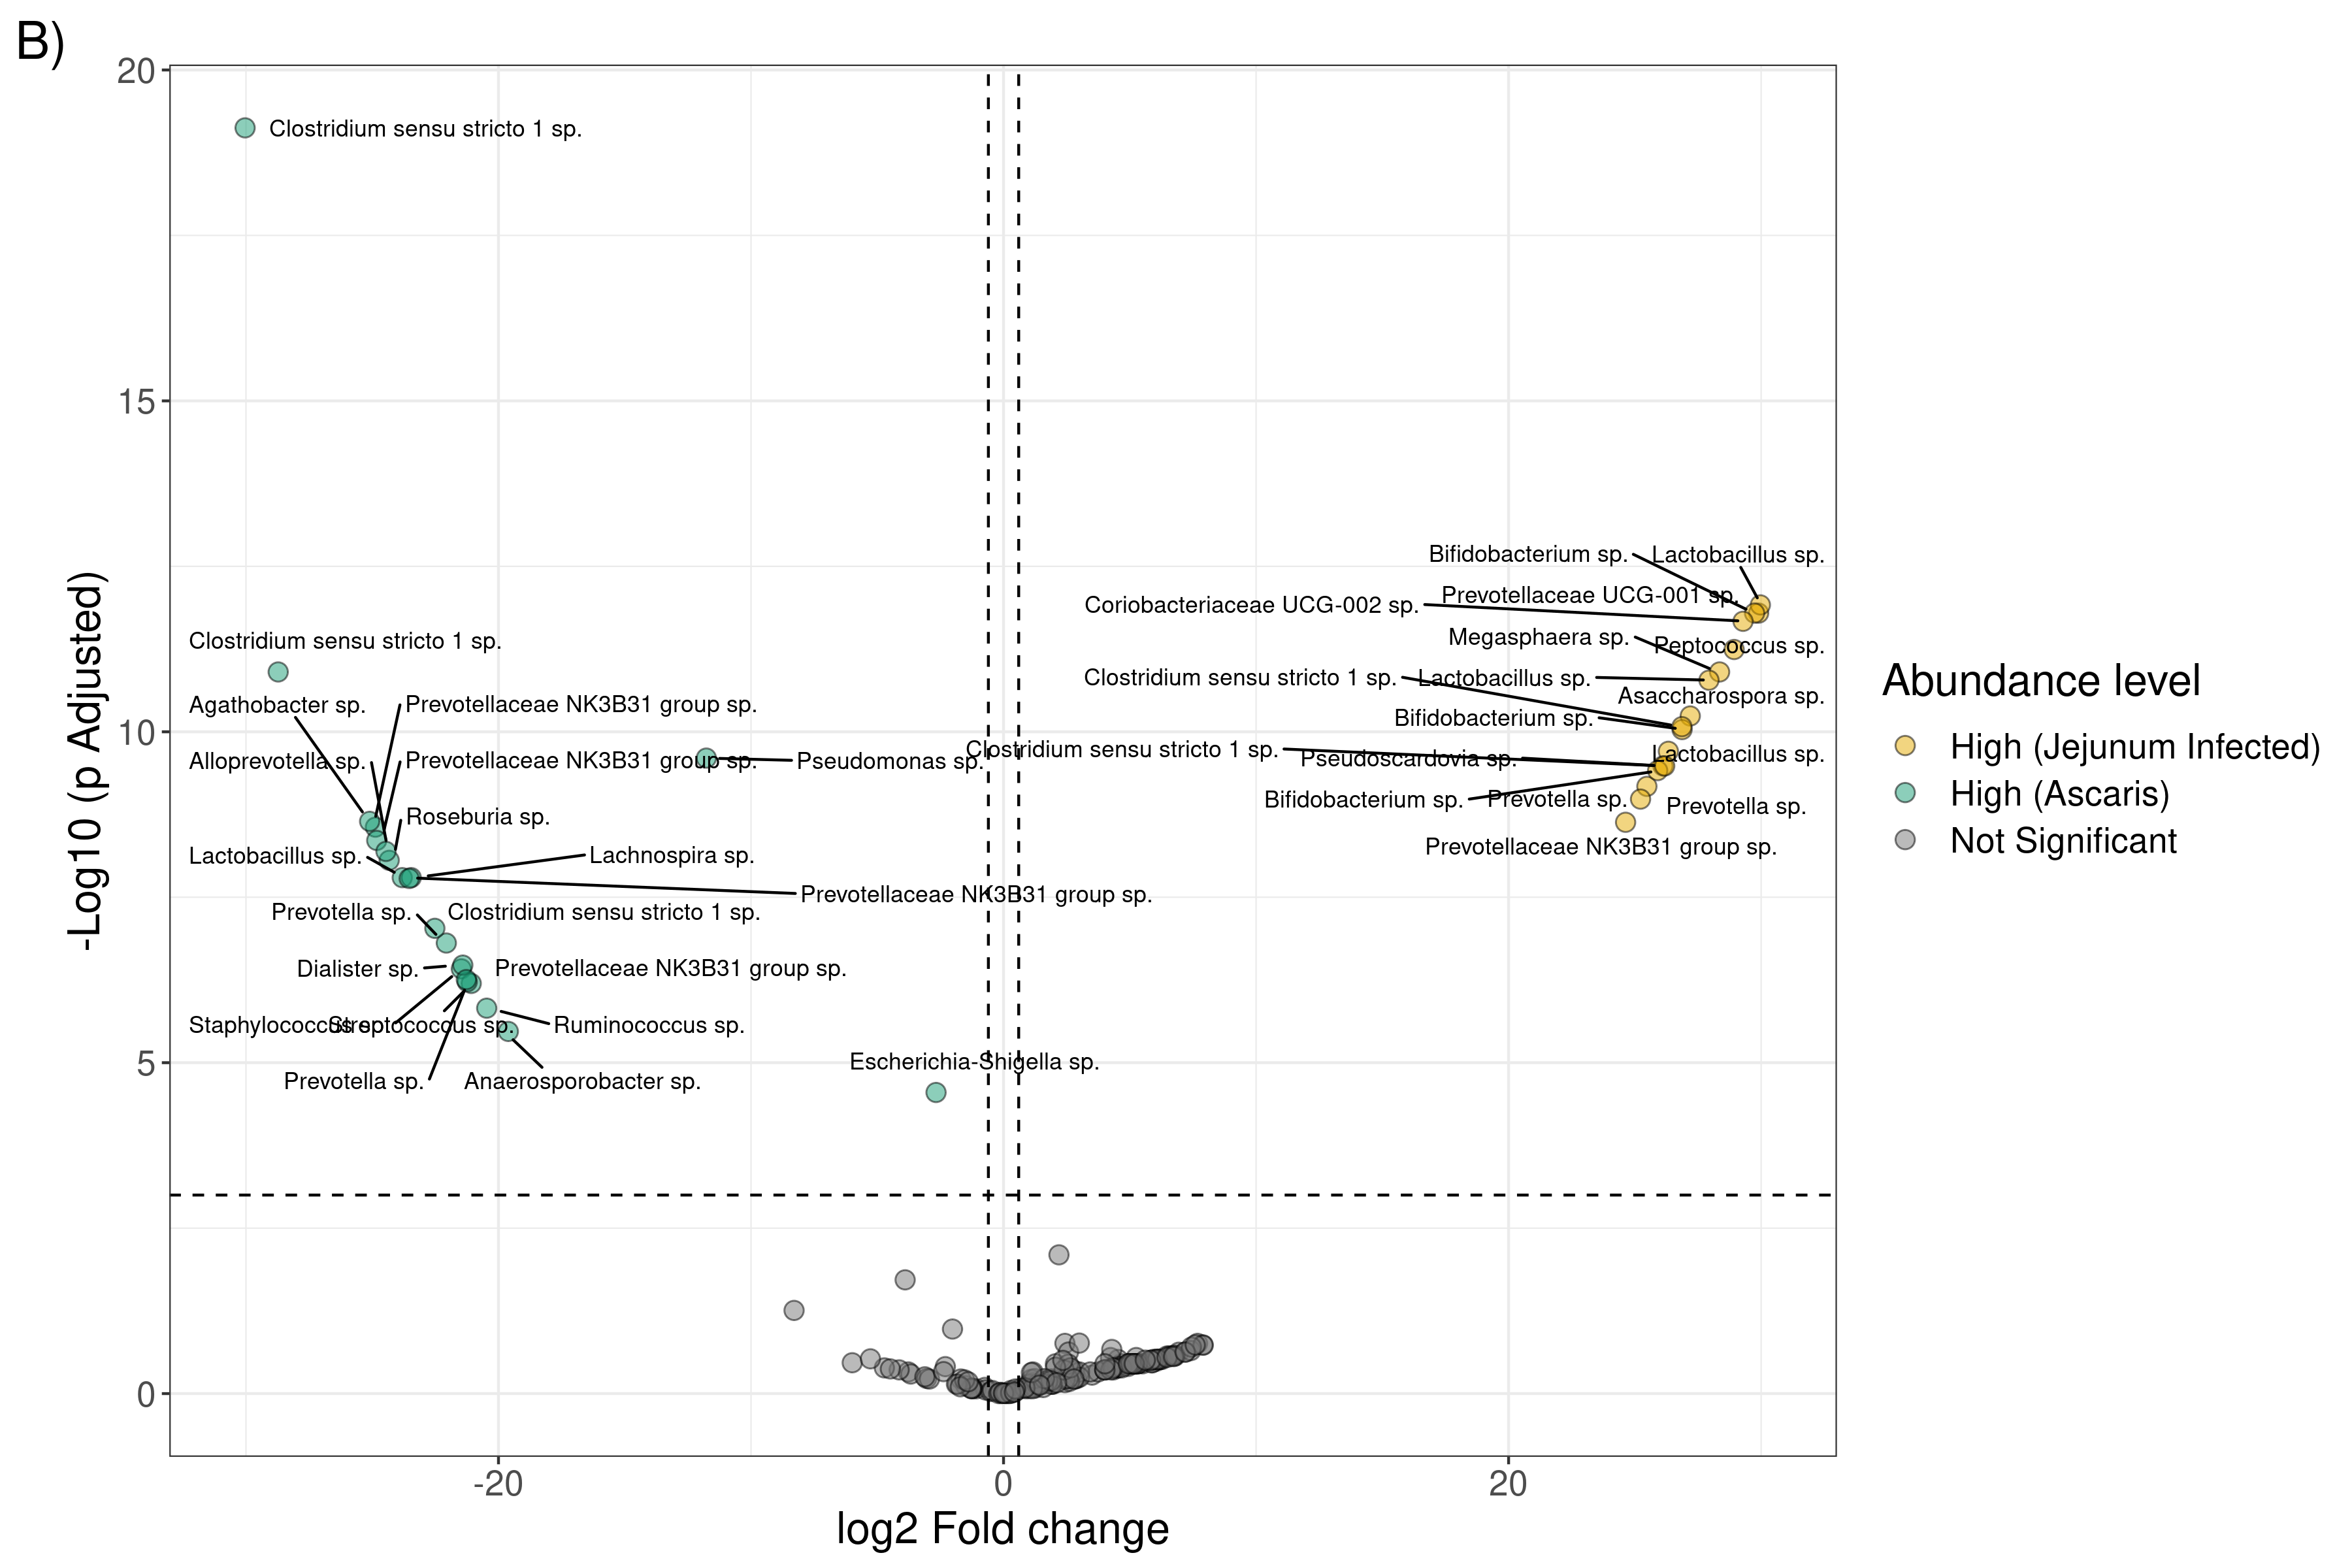 B)
20
Clostridium sensu stricto 1 sp.
15
Bifidobacterium sp.
Lactobacillus sp.
Coriobacteriaceae UCG-002 sp.
Prevotellaceae UCG-001 sp.
Clostridium sensu stricto 1 sp.
Megasphaera sp.
Peptococcus sp.
Clostridium sensu stricto 1 sp.
Lactobacillus sp.
Asaccharospora sp.
Agathobacter sp.
Prevotellaceae NK3B31 group sp.
Bifidobacterium sp.
10
Alloprevotella sp.
Prevotellaceae NK3B31 group sp.
Pseudomonas sp.
Clostridium sensu stricto 1 sp.
Pseudoscardovia sp.
Lactobacillus sp.
Bifidobacterium sp.
Prevotella sp.
Prevotella sp.
Roseburia sp.
Prevotellaceae NK3B31 group sp.
Lactobacillus sp.
Lachnospira sp.
Prevotellaceae NK3B31 group sp.
Prevotella sp.
Clostridium sensu stricto 1 sp.
Dialister sp.
Prevotellaceae NK3B31 group sp.
Staphylococcus sp.
Streptococcus sp.
Ruminococcus sp.
5
Escherichia-Shigella sp.
Prevotella sp.
Anaerosporobacter sp.
0
-20
0
20
log2 Fold change
-Log10 (p Adjusted)
Abundance level
High (Jejunum Infected)
High (Ascaris)
Not Significant